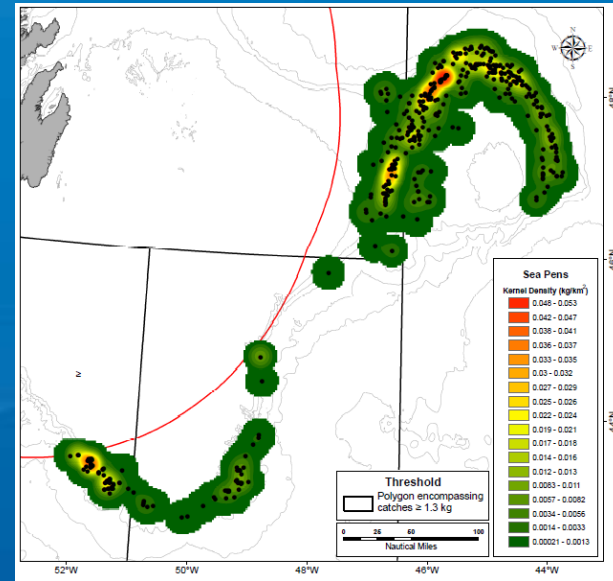 N
W E
S
48°N
46°N
44°N
≥
Sea Pens
Kernel Density (kg/km²)
0.048 - 0.053
0.042 - 0.047
0.038 - 0.041
0.036 - 0.037
0.033 - 0.035
0.03 - 0.032
0.027 - 0.029
0.025 - 0.026
0.022 - 0.024
0.019 - 0.021
0.017 - 0.018
0.014 - 0.016
0.012 - 0.013
0.0083 - 0.011
0.0057 - 0.0082
0.0034 - 0.0056
0.0014 - 0.0033
0.00021 - 0.0013
Threshold
Polygon encompassing
catches ≥ 1.3 kg
0 25 50 100
Nautical Miles
52°W 50°W 48°W 46°W 44°W